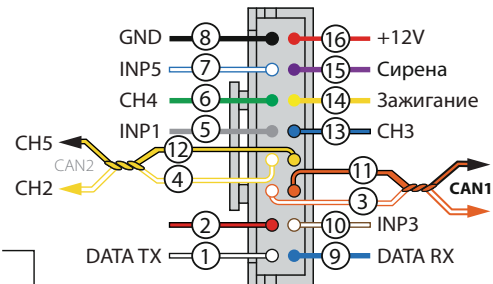 GND 8 16 +12V
INP5 7 15 Сирена
CH4 6 14 Зажигание
INP1 5 13 CH3
CH5 12 11
CAN2 4 CAN1
CH2 3
2 10 INP3
DATA TX 1 9 DATA RX